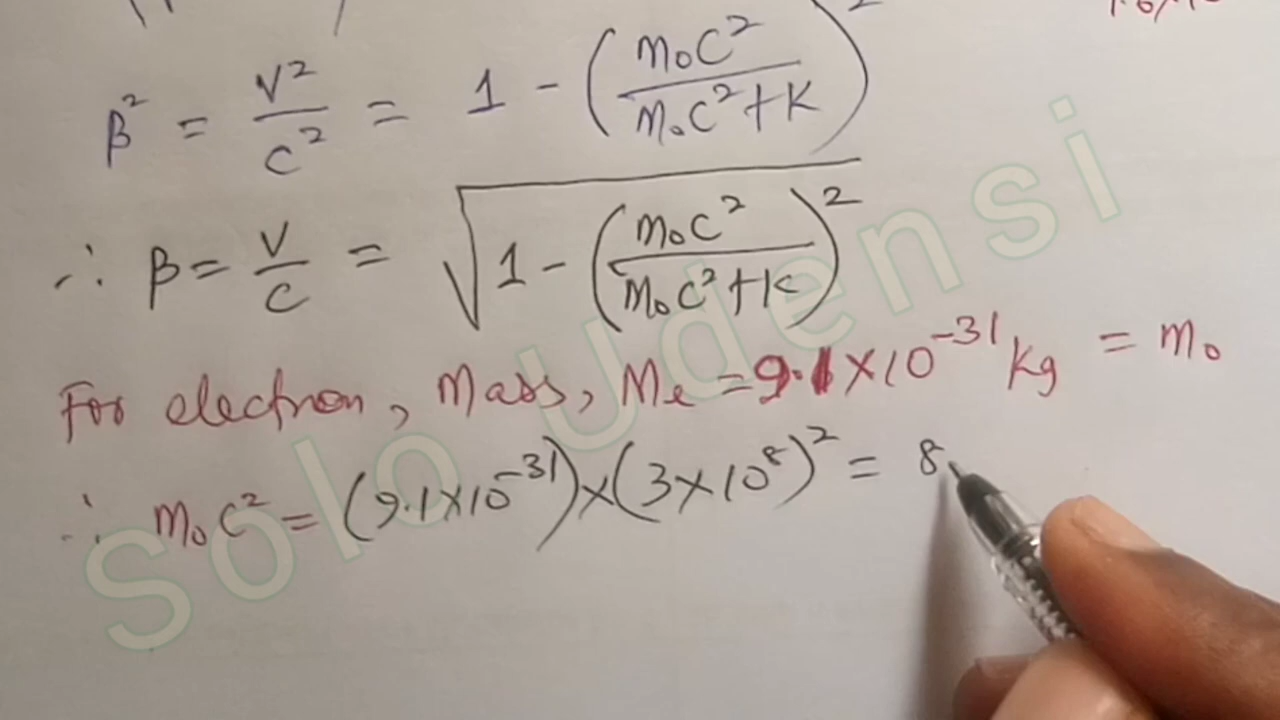 β² = V²/C² = 1 - (m₀C²/m₀C²+K)²
∴ β = V/C = √1 - (m₀C²/m₀C²+K)²
For electron, Mass, Me = 9.1×10⁻³¹ Kg = m₀
∴ m₀C² = (9.1×10⁻³¹)×(3×10⁸)² = 8
Solo Udensi